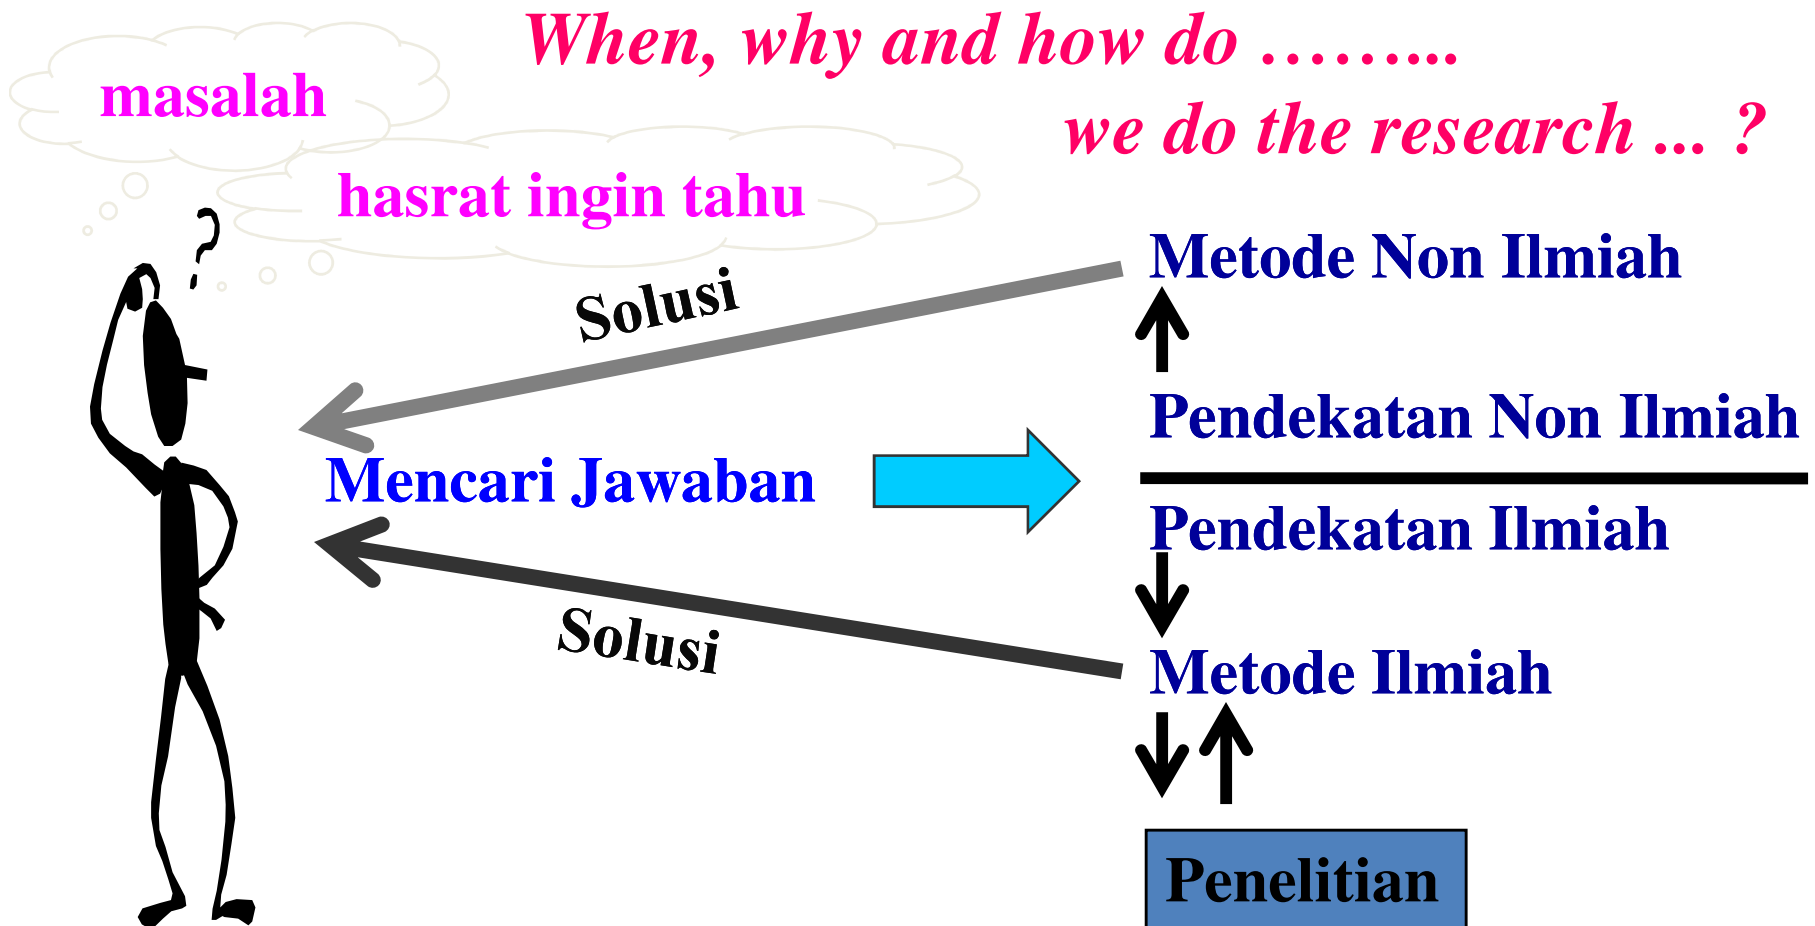 When, why and how do ……...
we do the research ... ?
masalah
hasrat ingin tahu
Solusi
Metode Non Ilmiah
Pendekatan Non Ilmiah
Mencari Jawaban
Pendekatan Ilmiah
Solusi
Metode Ilmiah
Penelitian
?